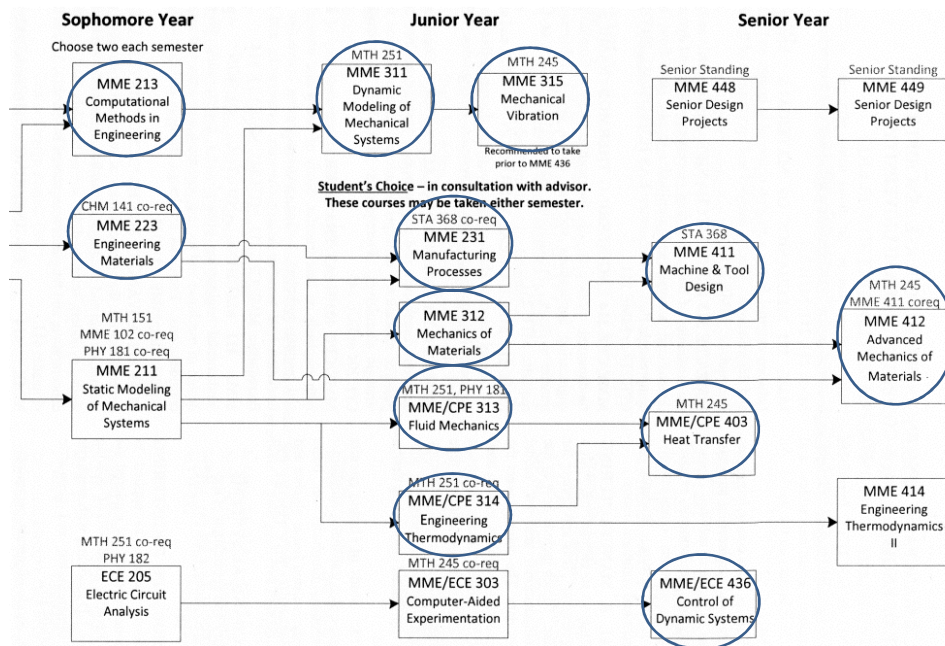 Sophomore Year
Choose two each semester
MME 213
Computational
Methods in
Engineering
CHM 141 co-req
MME 223
Engineering
Materials
MTH 151
MME 102 co-req
PHY 181 co-req
MME 211
Static Modeling
of Mechanical
Systems
MTH 251 co-req
PHY 182
ECE 205
Electric Circuit
Analysis
Junior Year
MTH 251
MME 311
Dynamic
Modeling of
Mechanical
Systems
MTH 245
MME 315
Mechanical
Vibration
Recommended to take
prior to MME 436
Student's Choice – in consultation with advisor.
These courses may be taken either semester.
STA 368 co-req
MME 231
Manufacturing
Processes
MME 312
Mechanics of
Materials
MTH 251, PHY 181
MME/CPE 313
Fluid Mechanics
MTH 251 co-req
MME/CPE 314
Engineering
Thermodynamics
MTH 245 co-req
MME/ECE 303
Computer-Aided
Experimentation
Senior Year
Senior Standing
MME 448
Senior Design
Projects
Senior Standing
MME 449
Senior Design
Projects
STA 368
MME 411
Machine & Tool
Design
MTH 245
MME 411 coreq
MME 412
Advanced
Mechanics of
Materials
MTH 245
MME/CPE 403
Heat Transfer
MME 414
Engineering
Thermodynamics
II
MME/ECE 436
Control of
Dynamic Systems